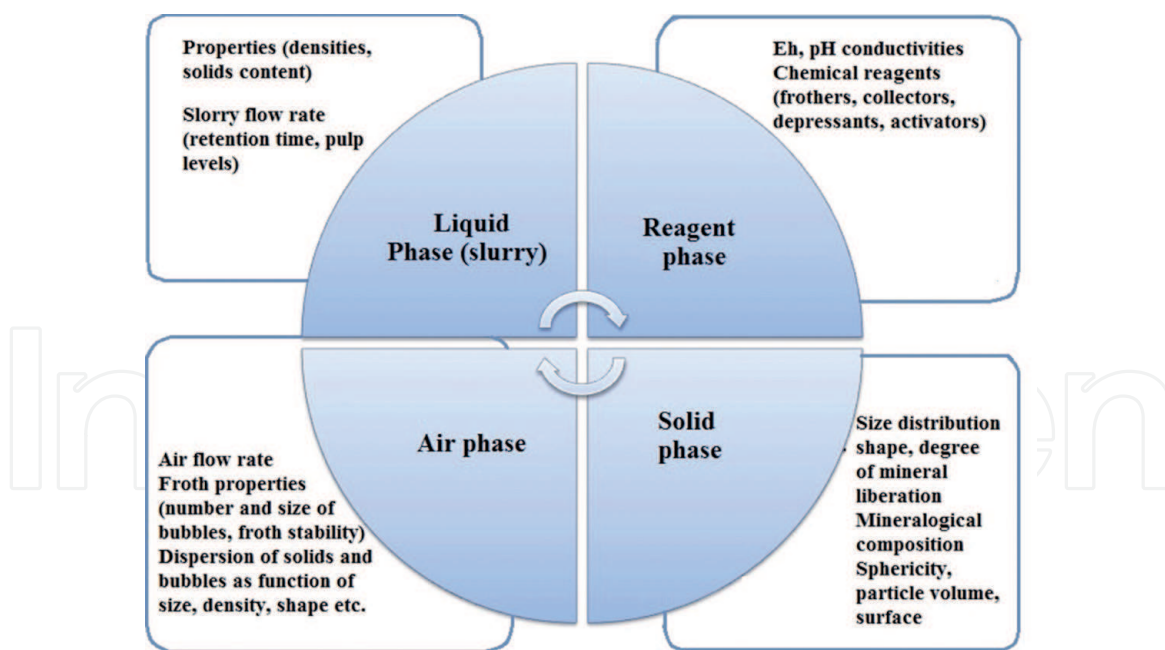 Properties (densities,
solids content)
Slorry flow rate
(retention time, pulp
levels)
Eh, pH conductivities
Chemical reagents
(frothers, collectors,
depressants, activators)
Liquid
Phase (slurry)
Reagent
phase
Air phase
Solid
phase
Air flow rate
Froth properties
(number and size of
bubbles, froth stability)
Dispersion of solids and
bubbles as function of
size, density, shape etc.
Size distribution
shape, degree
of mineral
liberation
Mineralogical
composition
Sphericity,
particle volume,
surface